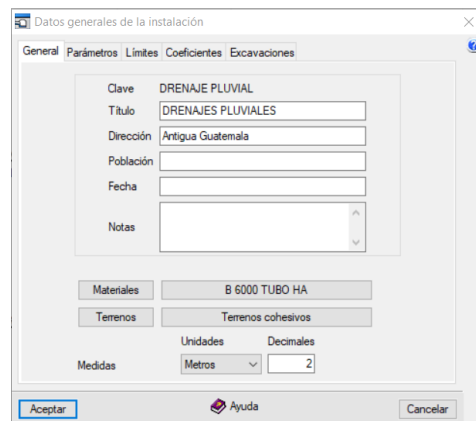 Datos generales de la instalación
General Parámetros Límites Coeficientes Excavaciones
Clave DRENAJE PLUVIAL
Título DRENAJES PLUVIALES
Dirección Antigua Guatemala
Población
Fecha
Notas
Materiales B 6000 TUBO HA
Terrenos Terrenos cohesivos
Unidades Decimales
Medidas Metros 2
Aceptar Ayuda Cancelar